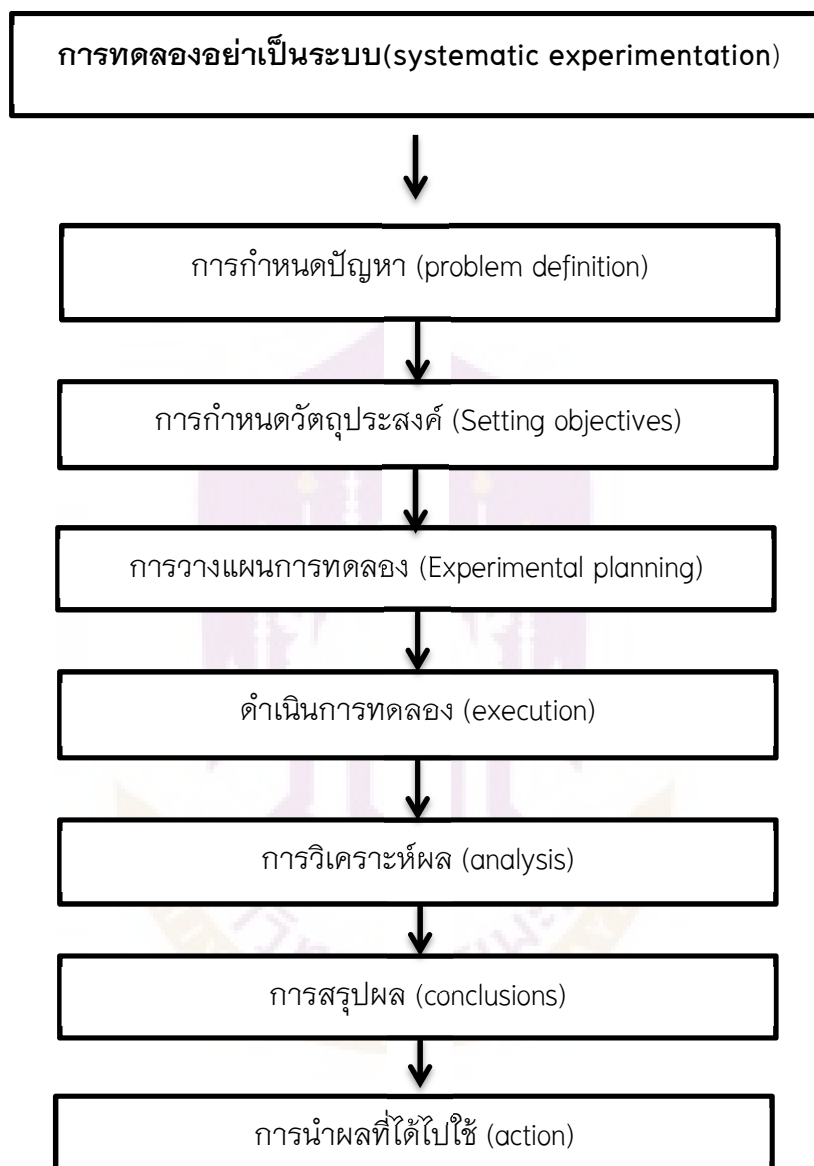 การทดลองอย่าเป็นระบบ(systematic experimentation)
การกำหนดปัญหา (problem definition)
การกำหนดวัตถุประสงค์ (Setting objectives)
การวางแผนการทดลอง (Experimental planning)
ดำเนินการทดลอง (execution)
การวิเคราะห์ผล (analysis)
การสรุปผล (conclusions)
การนำผลที่ได้ไปใช้ (action)